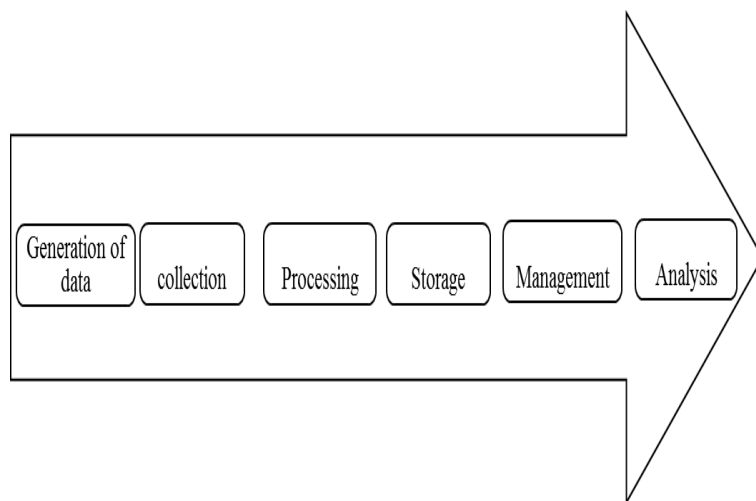 Generation of
data
collection
Processing
Storage
Management
Analysis